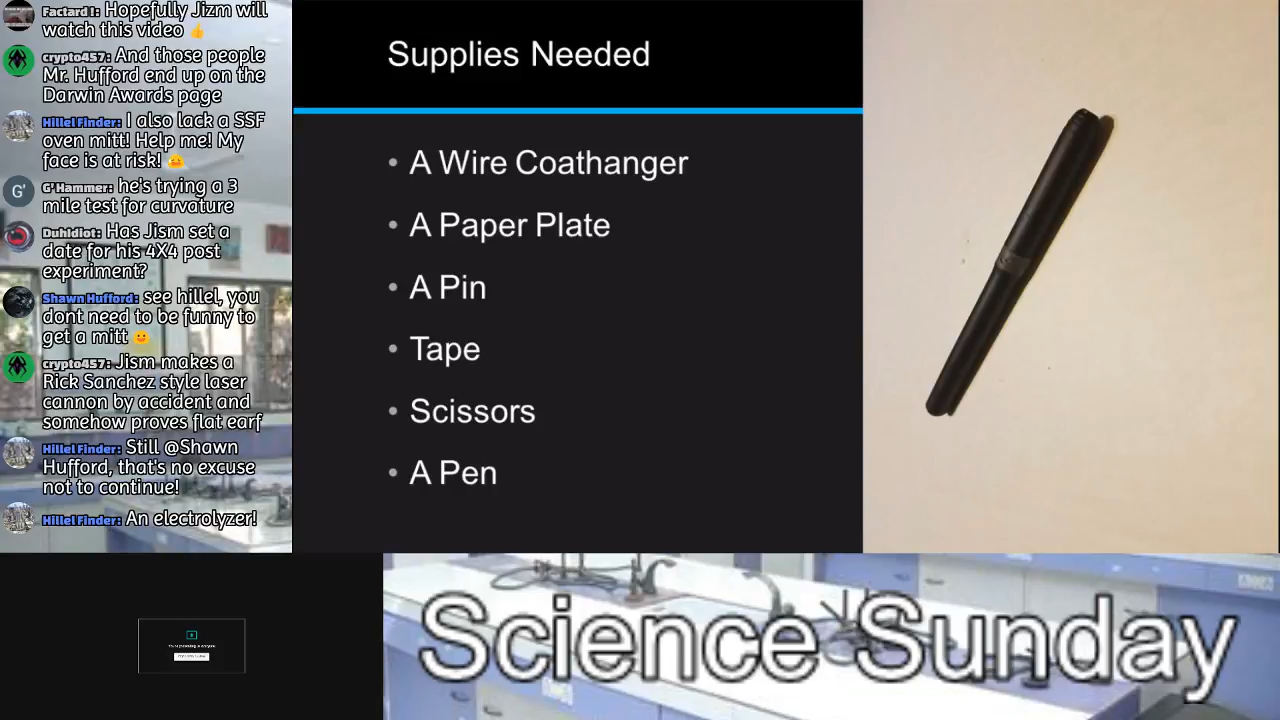 Factard I: Hopefully Jizm will
watch this video 👍
crypto457: And those people
Mr. Hufford end up on the
Darwin Awards page
Hillel Finder: I also lack a SSF
oven mitt! Help me! My
face is at risk!
G'Hammer: he's trying a 3
mile test for curvature
G'
DuhIdiot: Has Jism set a
date for his 4X4 post
experiment?
Shawn Hufford: see hillel, you
dont need to be funny to
get a mitt
crypto457: Jism makes a
Rick Sanchez style laser
cannon by accident and
somehow proves flat earf
Hillel Finder: Still @Shawn
Hufford, that's no excuse
not to continue!
Hillel Finder: An electrolyzer!
Supplies Needed
• A Wire Coathanger
• A Paper Plate
• A Pin
• Tape
• Scissors
• A Pen
Science Sunday